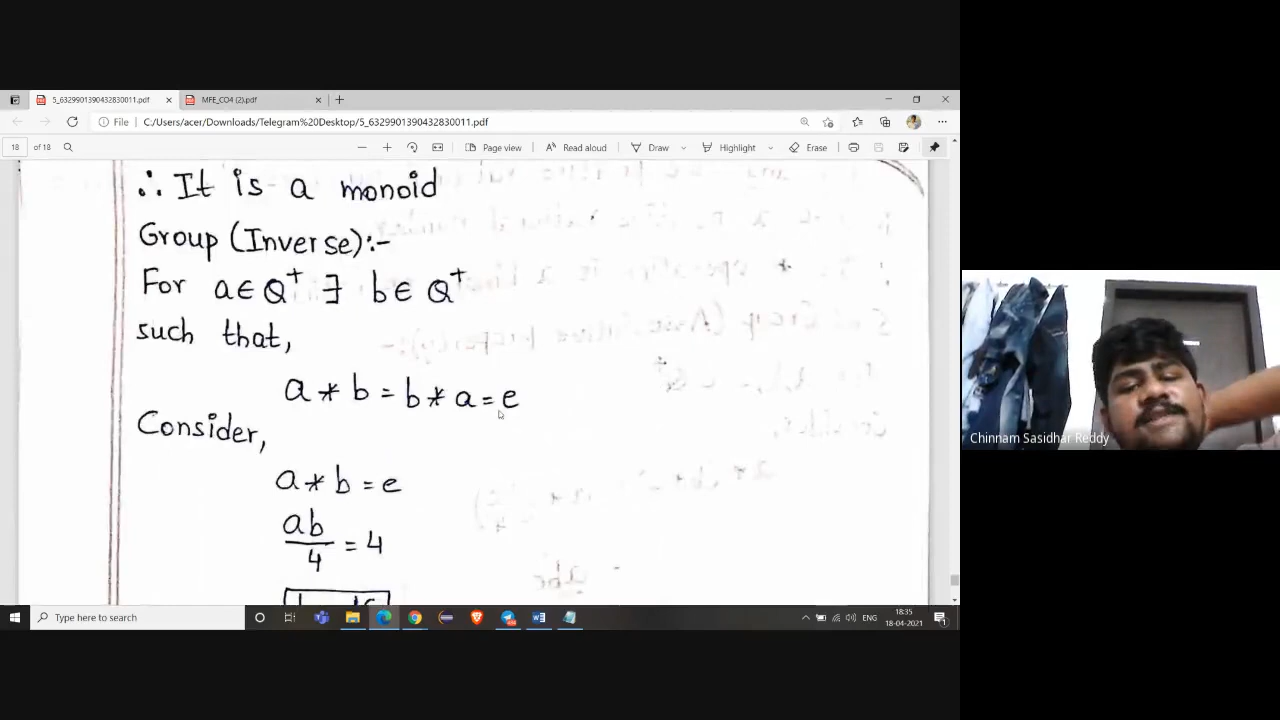 5_6329901390432830011.pdf
MFE_CO4 (2).pdf
File
C:/Users/acer/Downloads/Telegram%20Desktop/5_6329901390432830011.pdf
18 of 18
Page view
Read aloud
Draw
Highlight
Erase
∴ It is a monoid
Group (Inverse):-
For a ∈ Q⁺ ∃ b ∈ Q⁺
such that,
a * b = b * a = e
Consider,
a * b = e
ab/4 = 4
Chinnam Sasidhar Reddy
Type here to search
ENG
18:35
18-04-2021